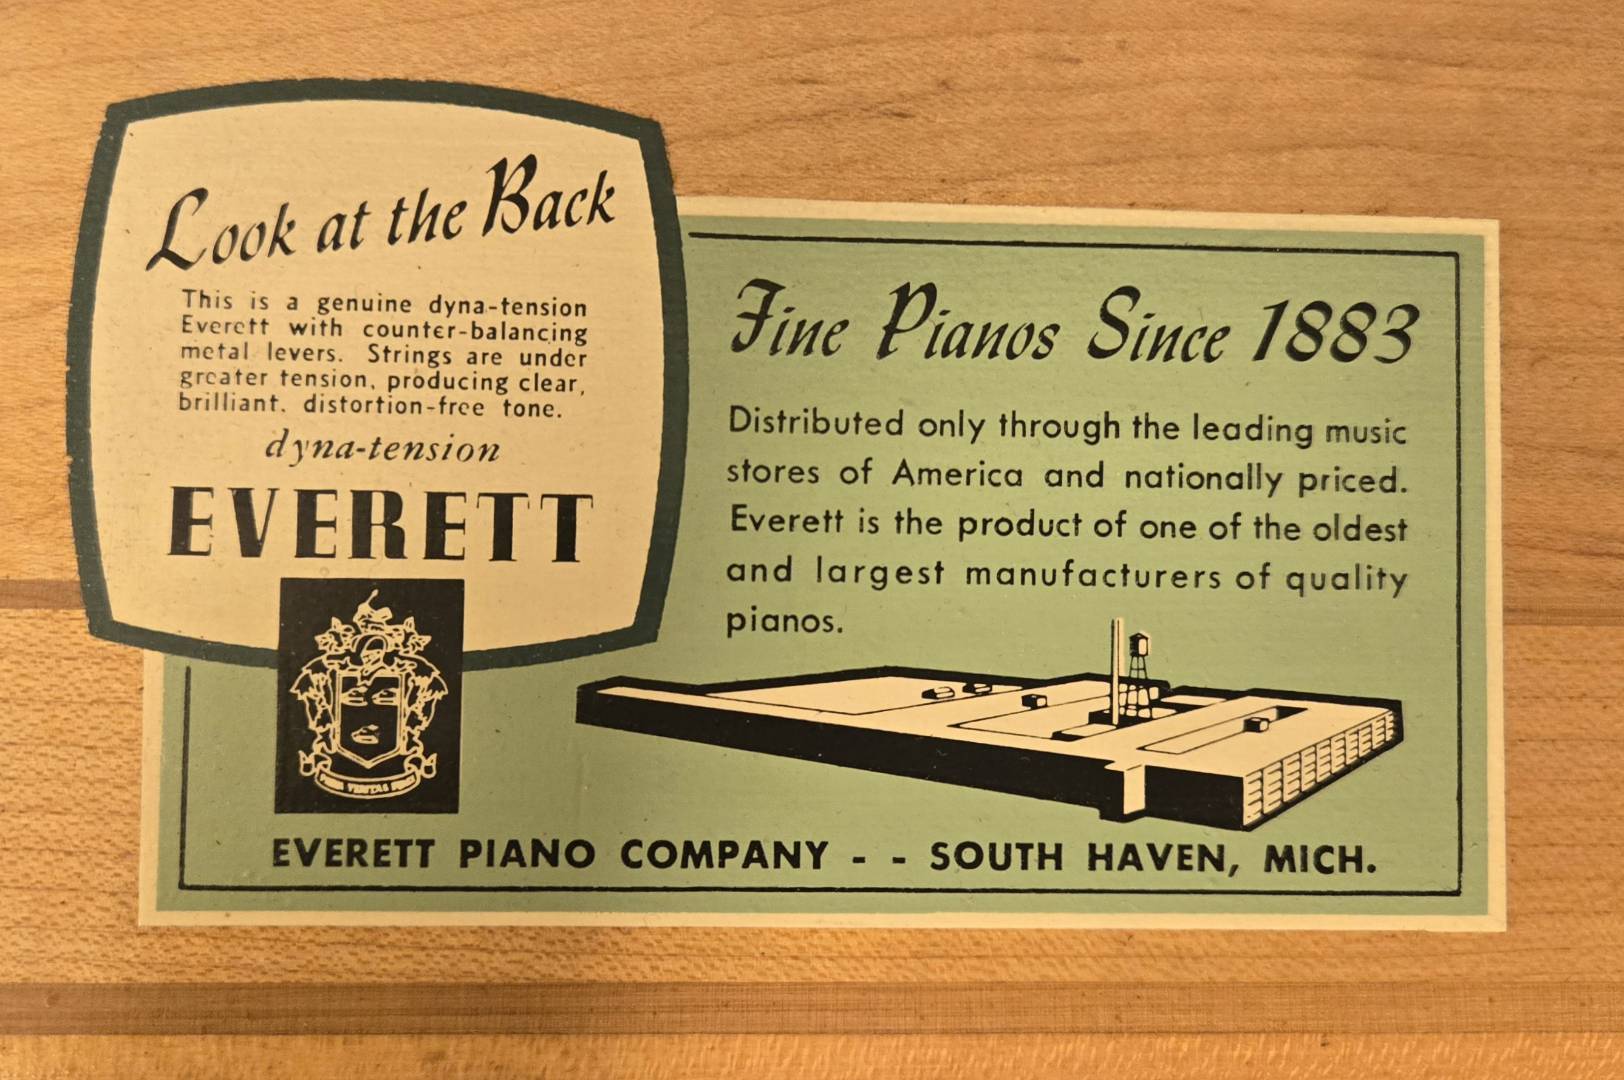 Look at the Back
This is a genuine dyna-tension
Everett with counter-balancing
metal levers. Strings are under
greater tension, producing clear,
brilliant, distortion-free tone.
dyna-tension
EVERETT
Fine Pianos Since 1883
Distributed only through the leading music
stores of America and nationally priced.
Everett is the product of one of the oldest
and largest manufacturers of quality
pianos.
VERITAS
EVERETT PIANO COMPANY - - SOUTH HAVEN, MICH.